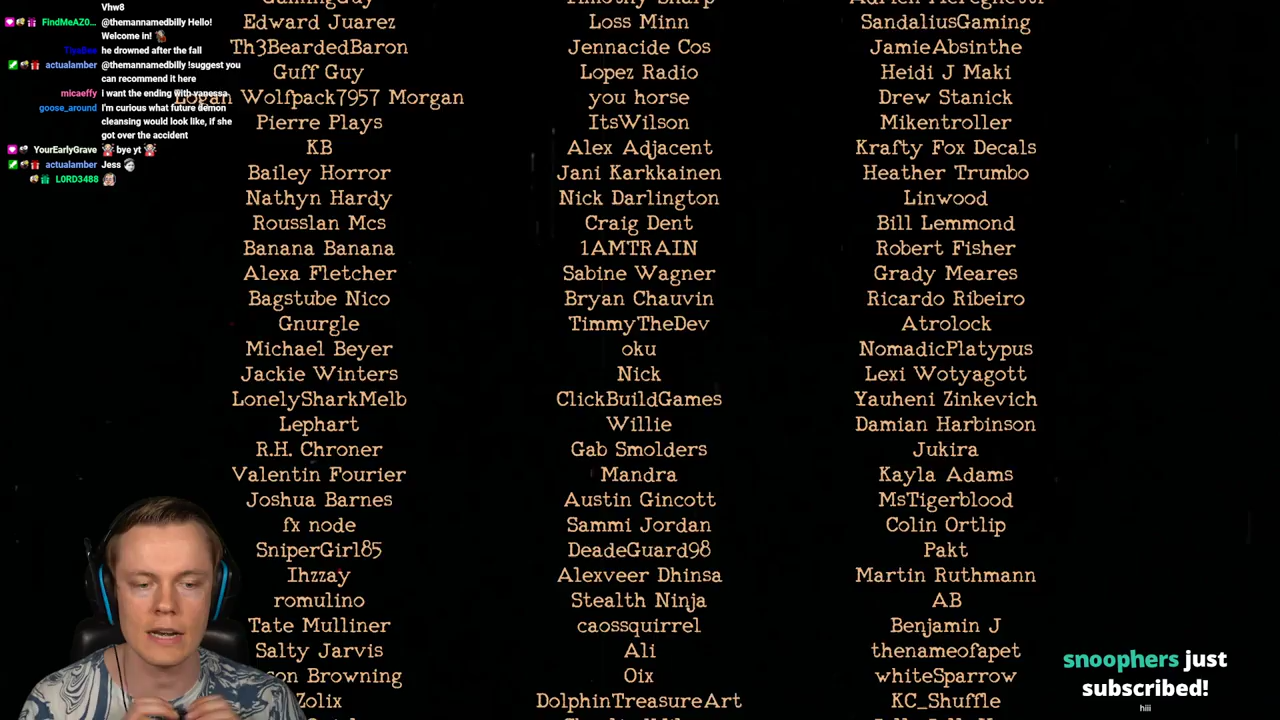 Vhw8
FindMeAZ0... @themannamedbilly Hello!
Welcome in!
he drowned after the fall
actualamber @themannamedbilly !suggest you
can recommend it here
micaeffy i want the ending with vanessa
goose_around I'm curious what future demon
cleansing would look like, if she
got over the accident
YourEarlyGrave bye yt
actualamber Jess
L0RD3488
Edward Juarez
Th3BeardedBaron
Guff Guy
Logan Wolfpack7957 Morgan
Pierre Plays
KB
Bailey Horror
Nathyn Hardy
Rousslan Mcs
Banana Banana
Alexa Fletcher
Bagstube Nico
Gnurgle
Michael Beyer
Jackie Winters
LonelySharkMelb
Lephart
R.H. Chroner
Valentin Fourier
Joshua Barnes
fx node
SniperGirl85
Ihzzay
romulino
Tate Mulliner
Salty Jarvis
Browning
Zolix
Loss Minn
Jennacide Cos
Lopez Radio
you horse
ItsWilson
Alex Adjacent
Jani Karkkainen
Nick Darlington
Craig Dent
1AMTRAIN
Sabine Wagner
Bryan Chauvin
TimmyTheDev
oku
Nick
ClickBuildGames
Willie
Gab Smolders
Mandra
Austin Gincott
Sammi Jordan
DeadeGuard98
Alexveer Dhinsa
Stealth Ninja
caossquirrel
Ali
Oix
DolphinTreasureArt
SandaliusGaming
JamieAbsinthe
Heidi J Maki
Drew Stanick
Mikentroller
Krafty Fox Decals
Heather Trumbo
Linwood
Bill Lemmond
Robert Fisher
Grady Meares
Ricardo Ribeiro
Atrolock
NomadicPlatypus
Lexi Wotyagott
Yauheni Zinkevich
Damian Harbinson
Jukira
Kayla Adams
MsTigerblood
Colin Ortlip
Pakt
Martin Ruthmann
AB
Benjamin J
thenameofapet
whiteSparrow
KC_Shuffle
snoophers just
subscribed!
hiii